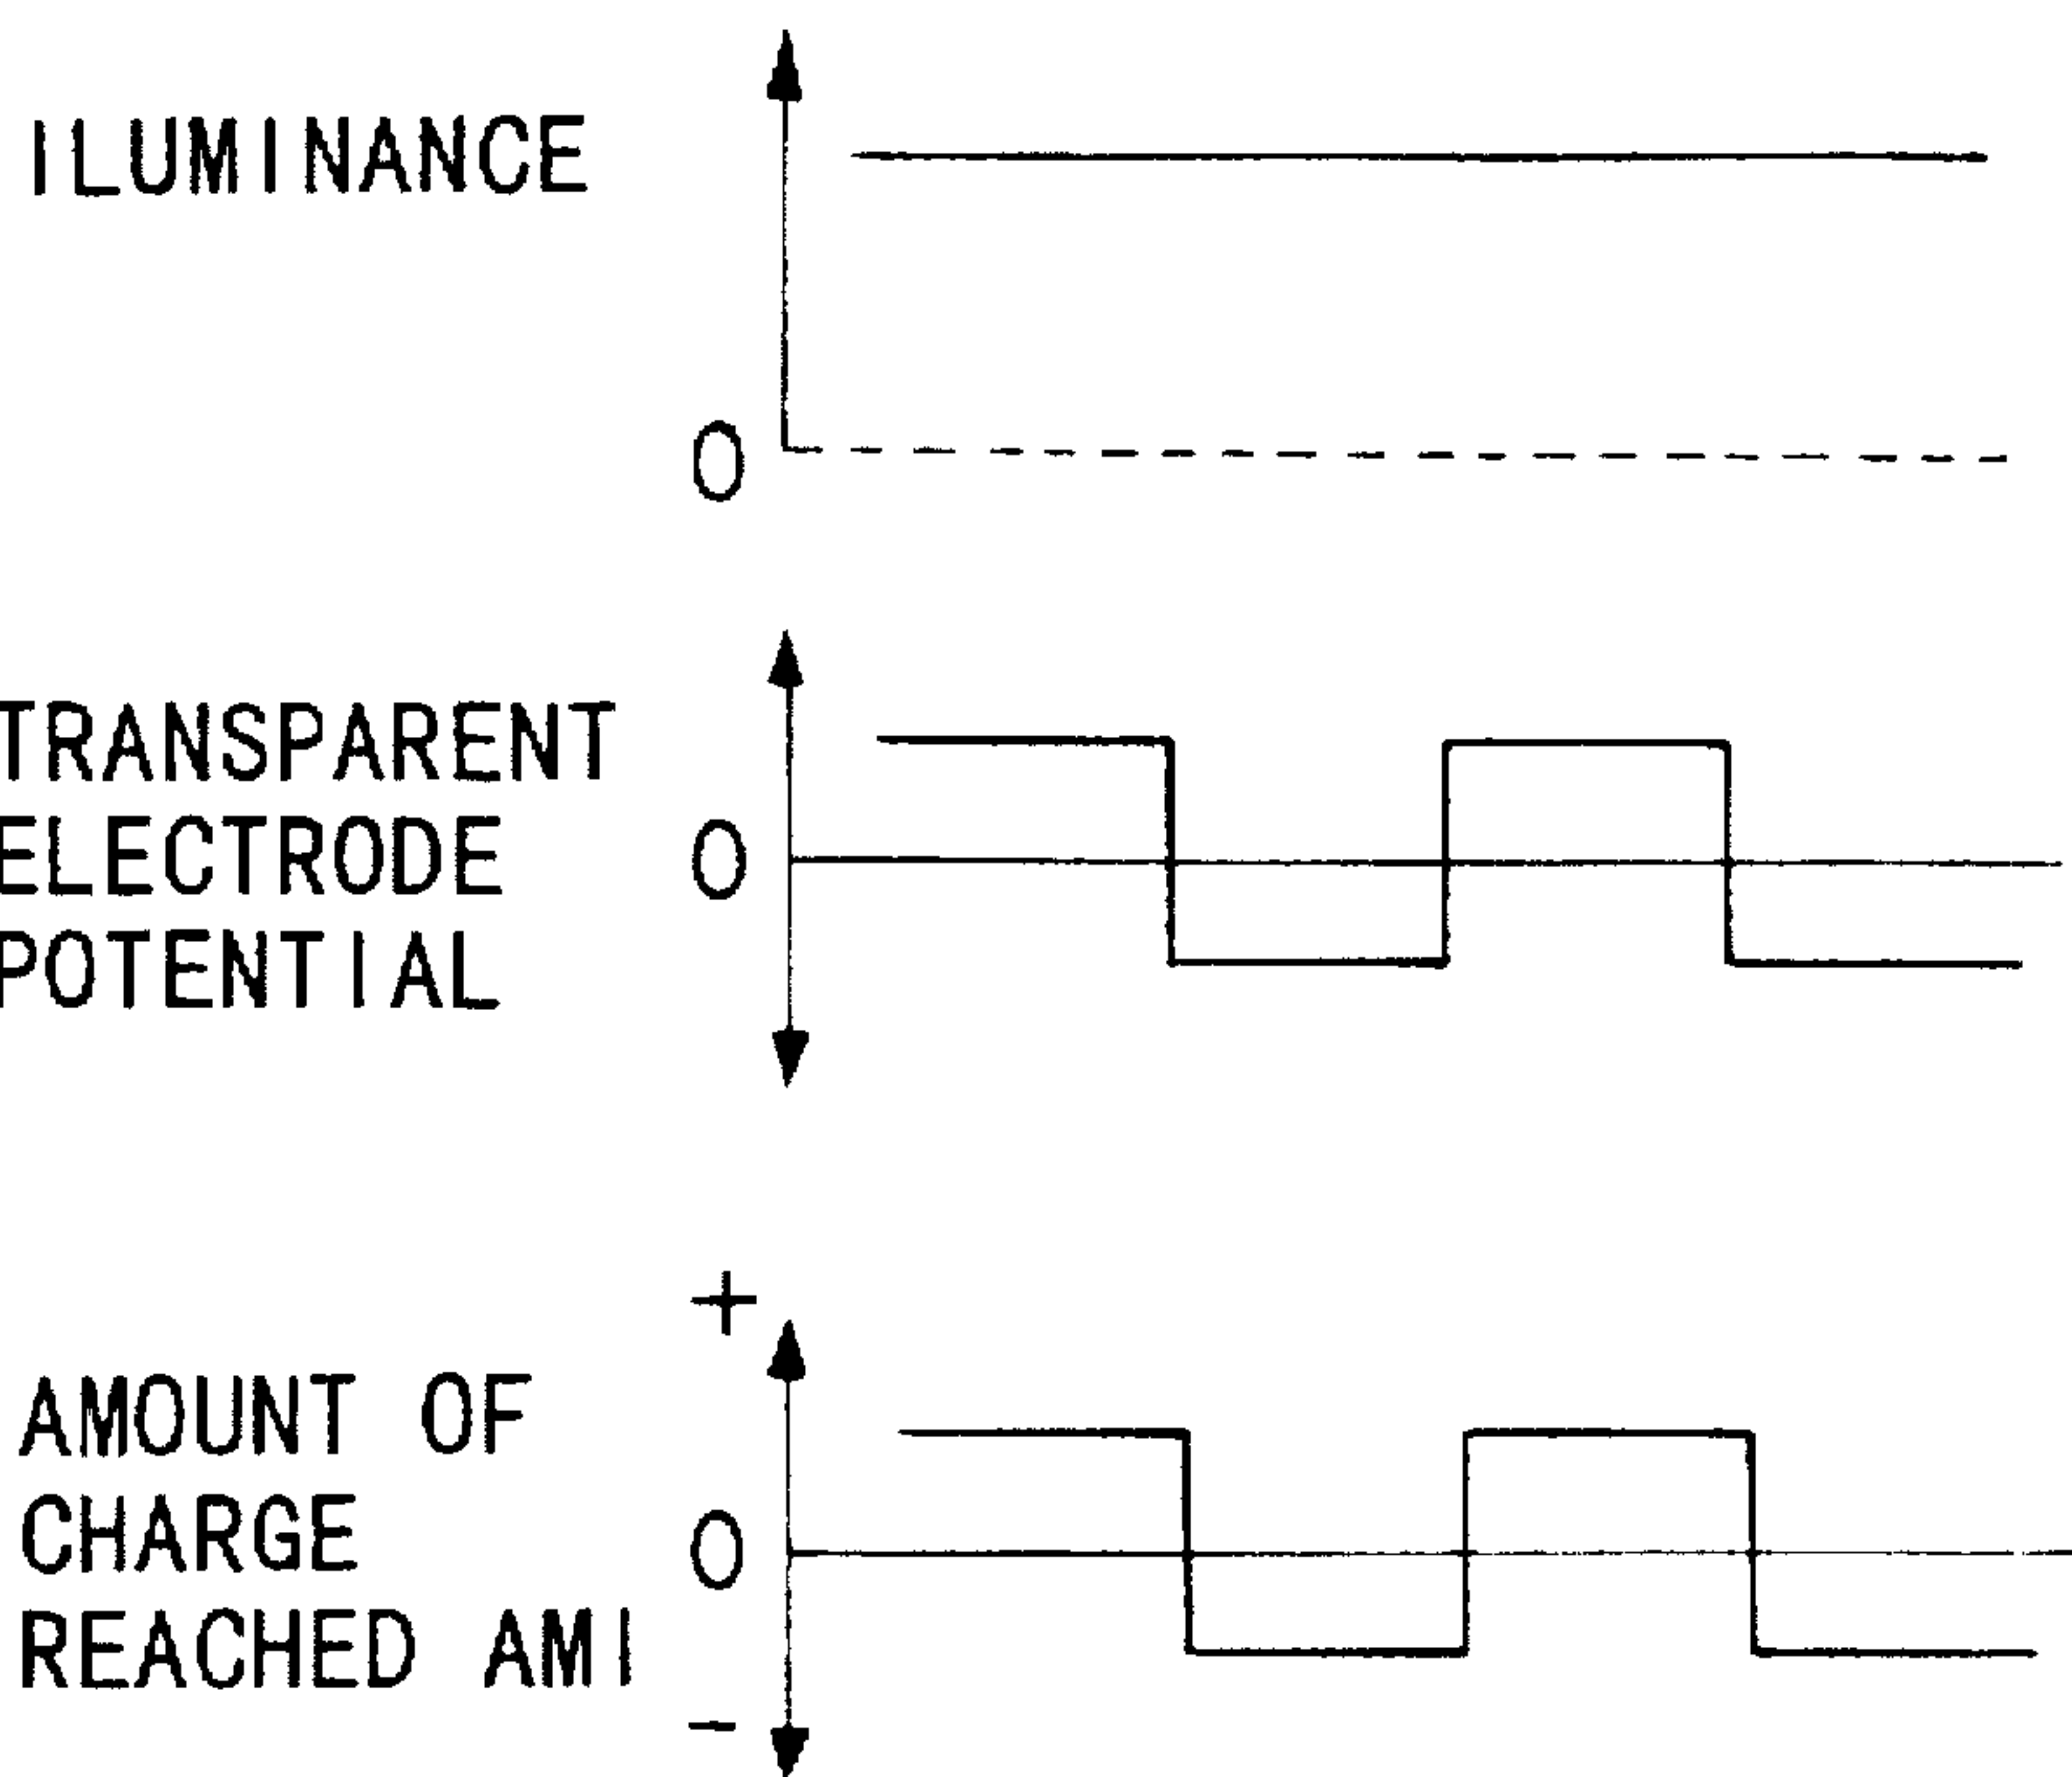 ILUMINANCE
0
TRANSPARENT
ELECTRODE
POTENTIAL
0
+
AMOUNT OF
CHARGE
REACHED AMI
0
-